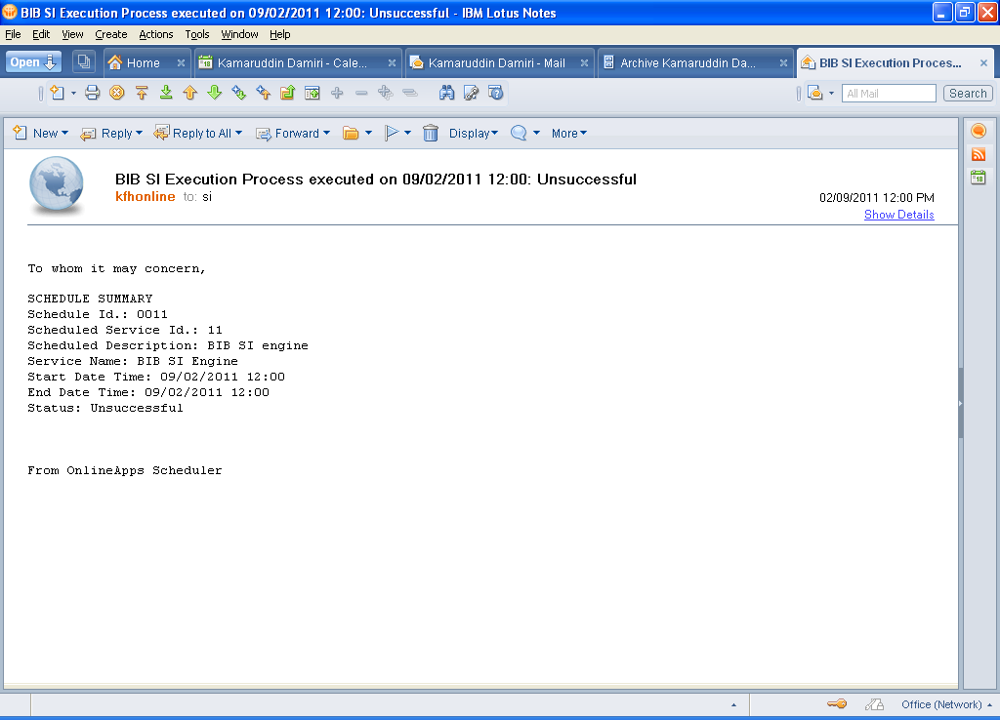 BIB SI Execution Process executed on 09/02/2011 12:00: Unsuccessful - IBM Lotus Notes
File Edit View Create Actions Tools Window Help
Open Home Kamaruddin Damiri - Cale... Kamaruddin Damiri - Mail Archive Kamaruddin Da... BIB SI Execution Proces...
All Mail Search
New Reply Reply to All Forward Display More
BIB SI Execution Process executed on 09/02/2011 12:00: Unsuccessful
kfhonline to: si
02/09/2011 12:00 PM
Show Details
To whom it may concern,
SCHEDULE SUMMARY
Schedule Id.: 0011
Scheduled Service Id.: 11
Scheduled Description: BIB SI engine
Service Name: BIB SI Engine
Start Date Time: 09/02/2011 12:00
End Date Time: 09/02/2011 12:00
Status: Unsuccessful
From OnlineApps Scheduler
Office (Network)